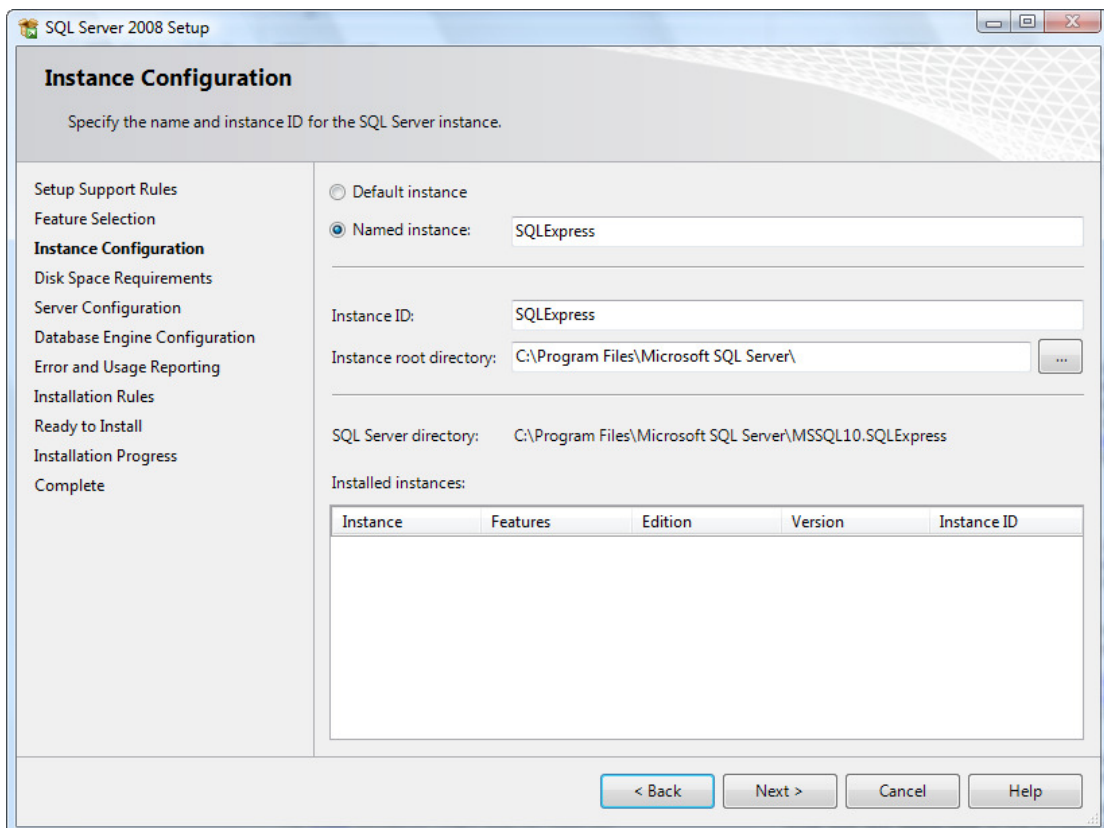 SQL Server 2008 Setup
Instance Configuration
Specify the name and instance ID for the SQL Server instance.
Setup Support Rules
Feature Selection
Instance Configuration
Disk Space Requirements
Server Configuration
Database Engine Configuration
Error and Usage Reporting
Installation Rules
Ready to Install
Installation Progress
Complete
Default instance
Named instance: SQLExpress
Instance ID: SQLExpress
Instance root directory: C:\Program Files\Microsoft SQL Server\ ...
SQL Server directory: C:\Program Files\Microsoft SQL Server\MSSQL10.SQLExpress
Installed instances:
Instance Features Edition Version Instance ID
< Back Next > Cancel Help